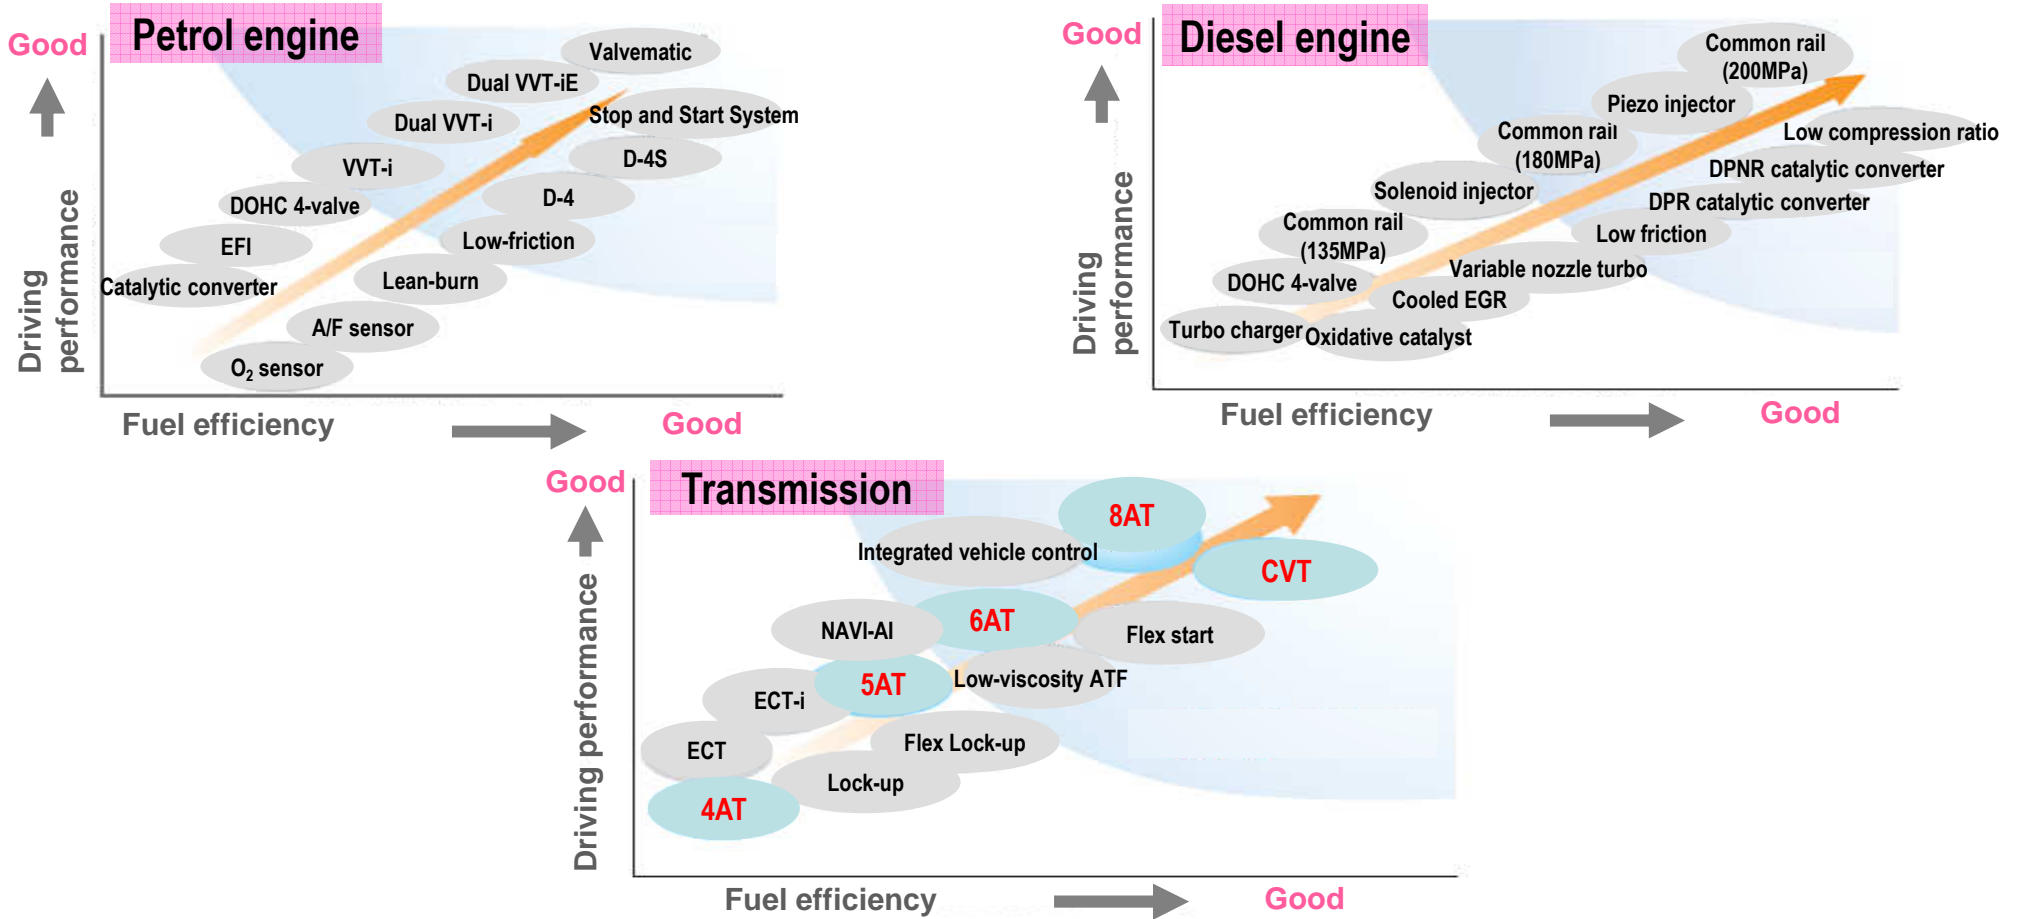 Petrol engine
Good
Valvematic
Dual VVT-iE
Stop and Start System
Dual VVT-i
D-4S
VVT-i
D-4
DOHC 4-valve
Low-friction
EFI
Lean-burn
Catalytic converter
A/F sensor
O2 sensor
Driving
performance
Fuel efficiency
Good
Diesel engine
Good
Common rail
(200MPa)
Piezo injector
Common rail
(180MPa)
Low compression ratio
DPNR catalytic converter
Solenoid injector
DPR catalytic converter
Common rail
(135MPa)
Low friction
Variable nozzle turbo
DOHC 4-valve
Cooled EGR
Turbo charger
Oxidative catalyst
Driving
performance
Fuel efficiency
Good
Transmission
Good
8AT
Integrated vehicle control
CVT
6AT
NAVI-AI
Flex start
5AT
Low-viscosity ATF
ECT-i
Flex Lock-up
ECT
Lock-up
4AT
Driving performance
Fuel efficiency
Good